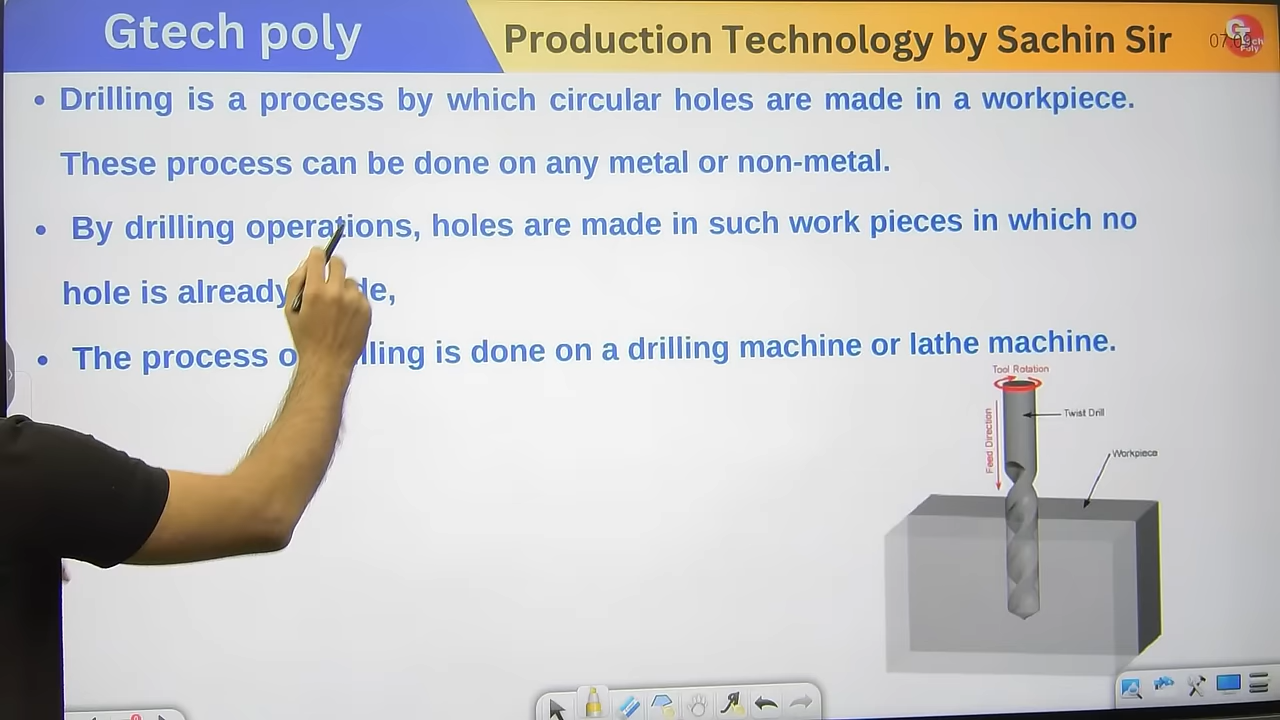 Gtech poly
Production Technology by Sachin Sir
• Drilling is a process by which circular holes are made in a workpiece.
These process can be done on any metal or non-metal.
• By drilling operations, holes are made in such work pieces in which no
hole is already
• The process is done on a drilling machine or lathe machine.
Tool Rotation
Twist Drill
Feed Direction
Workpiece